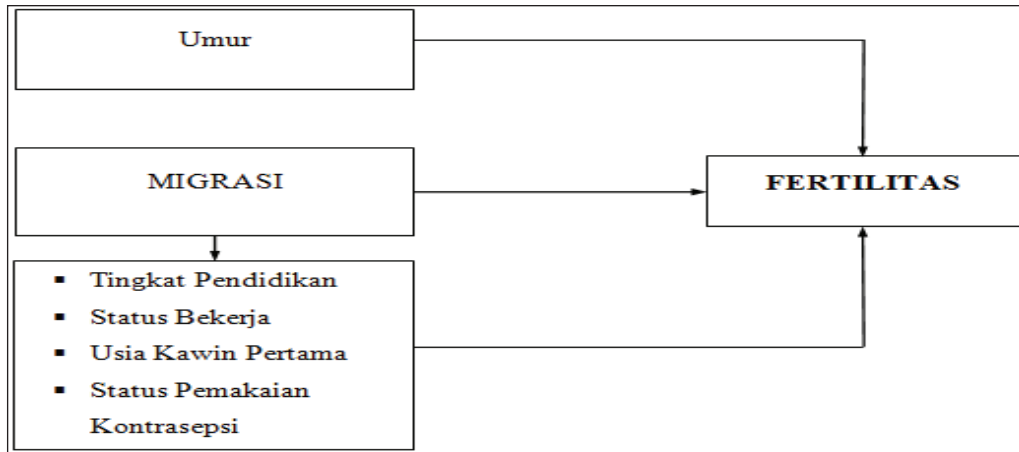 Umur
MIGRASI
FERTILITAS
▪ Tingkat Pendidikan
▪ Status Bekerja
▪ Usia Kawin Pertama
▪ Status Pemakaian
Kontrasepsi